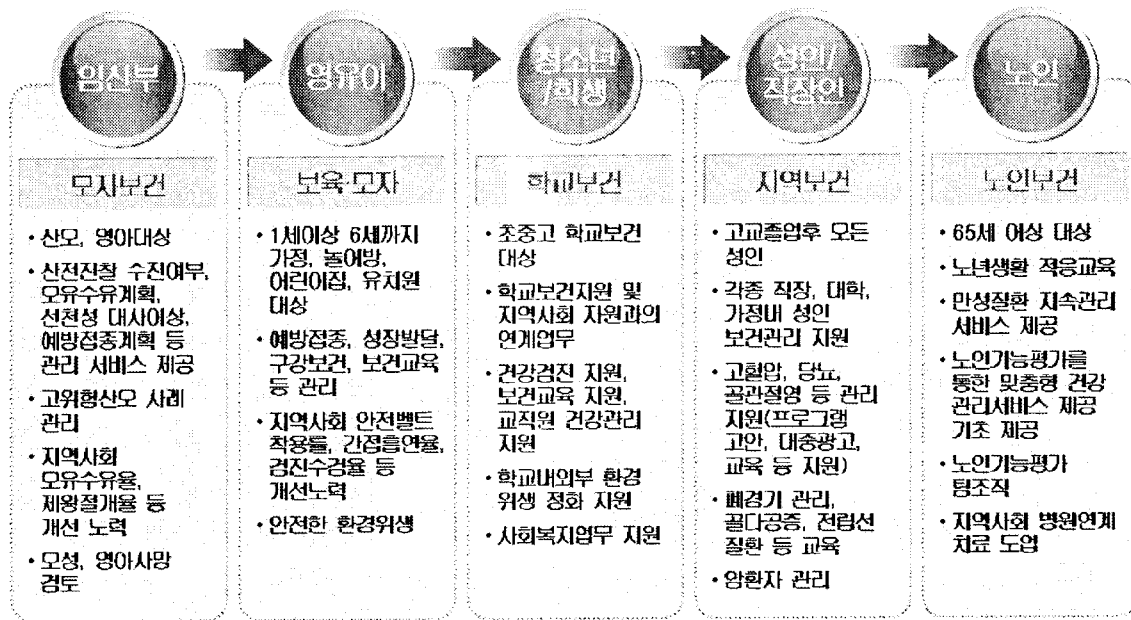 임신부
모자보건
• 산모, 영아대상
• 산전진찰 수진여부,
모유수유계획,
선천성 대사이상,
예방접종계획 등
관리 서비스 제공
• 고위험산모 사례
관리
• 지역사회
모유수유율,
제왕절개율 등
개선 노력
• 모성, 영아사망
검토
영유아
보육·모자
• 1세이상 6세까지
가정, 놀이방,
어린이집, 유치원
대상
• 예방접종, 성장발달,
구강보건, 보건교육
등 관리
• 지역사회 안전벨트
착용률, 간접흡연율,
검진수검율 등
개선노력
• 안전한 환경위생
청소년
/학생
학교보건
• 초중고 학교보건
대상
• 학교보건지원 및
지역사회 자원과의
연계업무
• 건강검진 지원,
보건교육 지원,
교직원 건강관리
지원
• 학교내외부 환경
위생 정화 지원
• 사회복지업무 지원
성인/
직장인
지역보건
• 고교졸업후 모든
성인
• 각종 직장, 대학,
가정내 성인
보건관리 지원
• 고혈압, 당뇨,
골관절염 등 관리
지원(프로그램
고안, 대중광고,
교육 등 지원)
• 폐경기 관리,
골다공증, 전립선
질환 등 교육
• 암환자 관리
노인
노인보건
• 65세 이상 대상
• 노년생활 적응교육
• 만성질환 지속관리
서비스 제공
• 노인기능평가를
통한 맞춤형 건강
관리서비스 제공
기초 제공
• 노인기능평가
팀조직
• 지역사회 병원연계
치료 도입